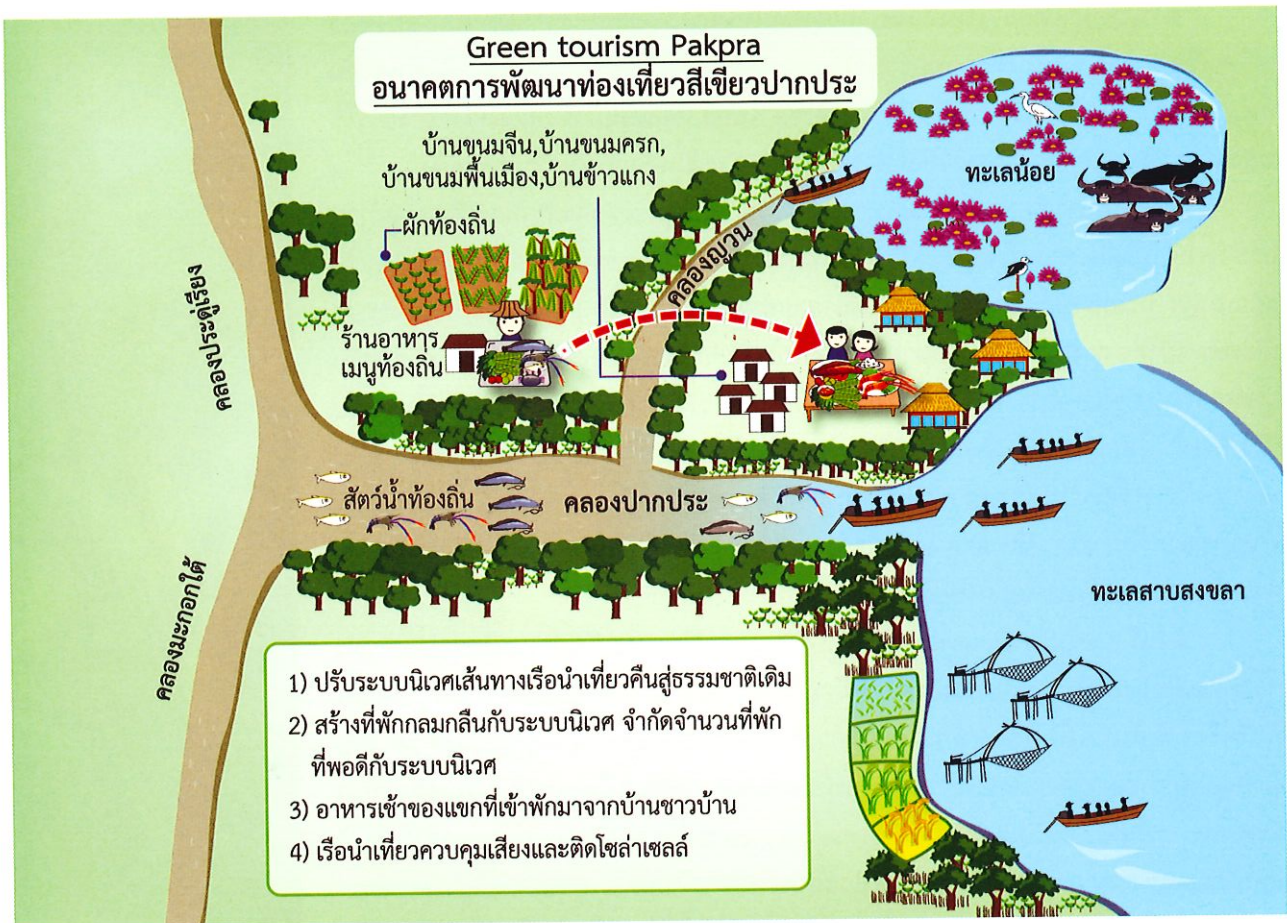 Green tourism Pakpra
อนาคตการพัฒนาท่องเที่ยวสีเขียวปากประ
บ้านขนมจีน,บ้านขนมครก,
บ้านขนมพื้นเมือง,บ้านข้าวแกง
ทะเลน้อย
ผักท้องถิ่น
คลองญวน
คลองประดู่เรียง
ร้านอาหาร
เมนูท้องถิ่น
สัตว์น้ำท้องถิ่น
คลองปากประ
คลองมะกอกใต้
ทะเลสาบสงขลา
1) ปรับระบบนิเวศเส้นทางเรือนำเที่ยวคืนสู่ธรรมชาติเดิม
2) สร้างที่พักกลมกลืนกับระบบนิเวศ จำกัดจำนวนที่พัก
ที่พอดีกับระบบนิเวศ
3) อาหารเช้าของแขกที่เข้าพักมาจากบ้านชาวบ้าน
4) เรือนำเที่ยวควบคุมเสียงและติดโซล่าเซลล์